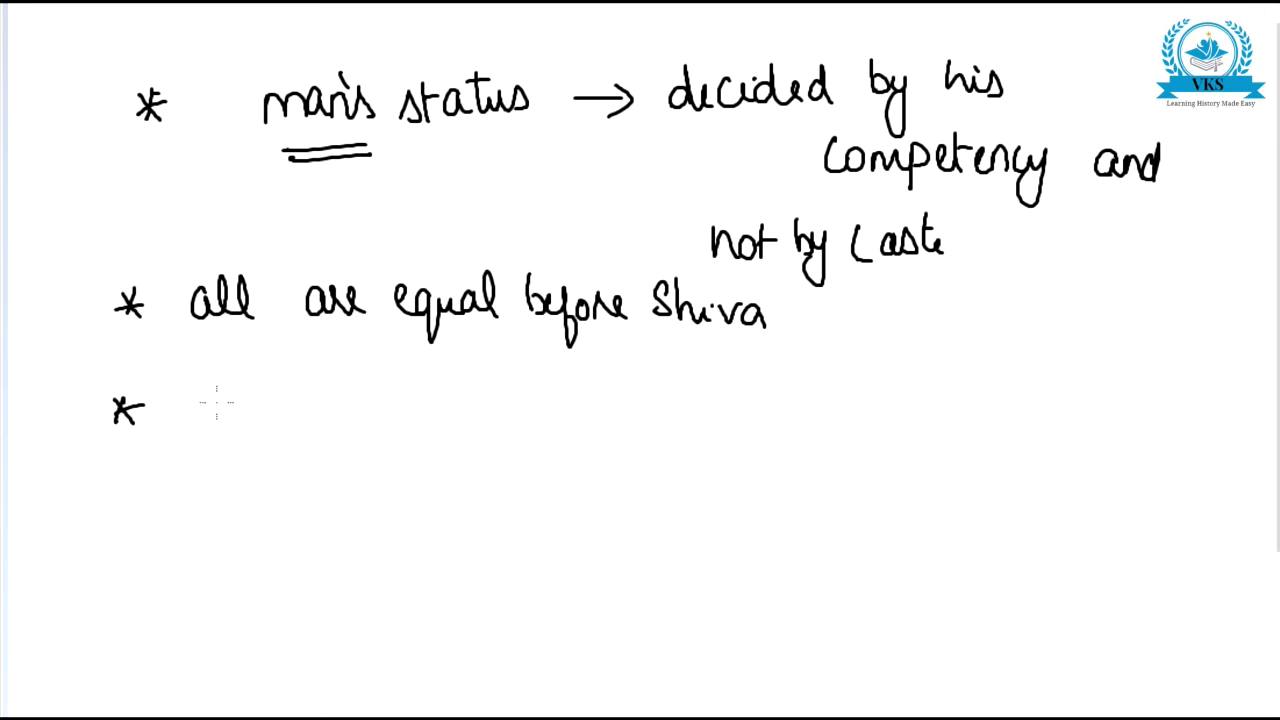 VKS
Learning History Made Easy
* man's status → decided by his
competency and
not by caste
* all are equal before Shiva
*